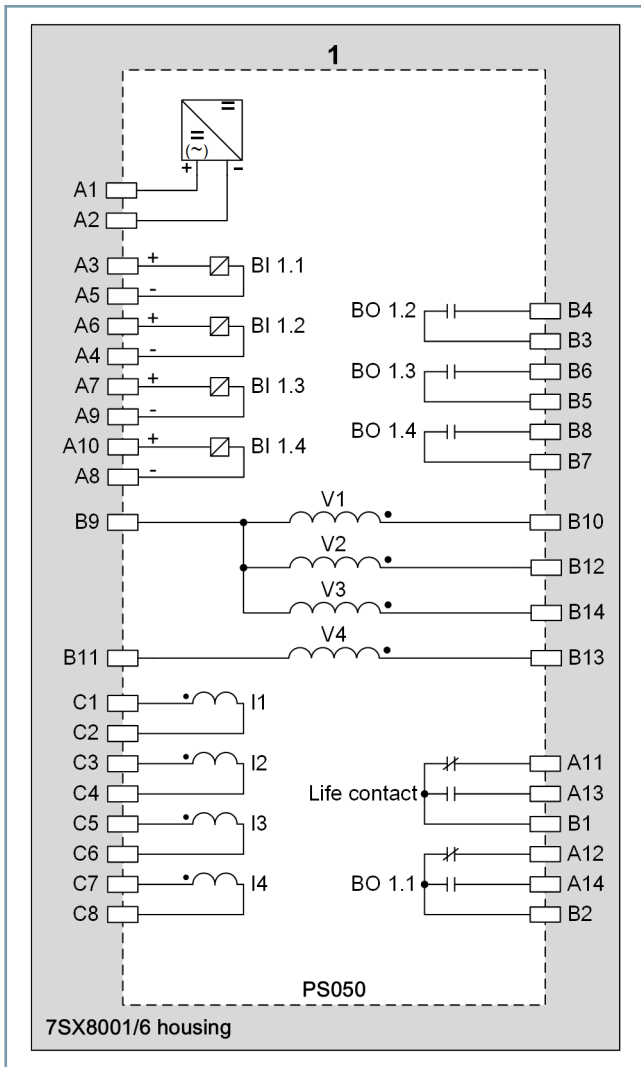 1
=
=
(~)
+ -
A1
A2
A3 + BI 1.1
A5 -
A6 + BI 1.2
A4 -
A7 + BI 1.3
A9 -
A10 + BI 1.4
A8 -
BO 1.2 B4
B3
BO 1.3 B6
B5
BO 1.4 B8
B7
B9 V1 B10
V2 B12
V3 B14
B11 V4 B13
C1 I1
C2
C3 I2
C4
C5 I3
C6
C7 I4
C8
A11
Life contact A13
B1
A12
BO 1.1 A14
B2
PS050
7SX8001/6 housing